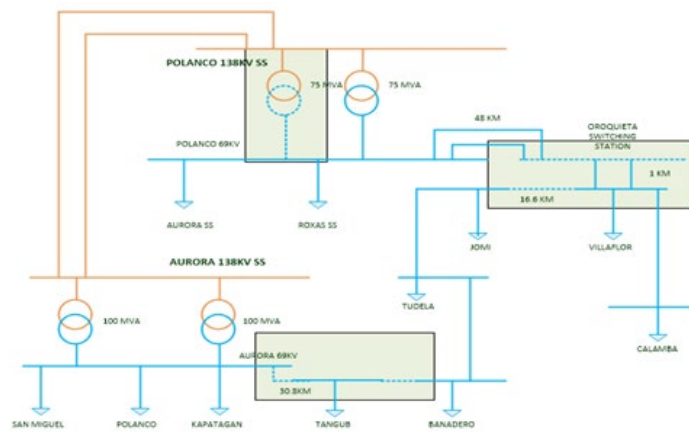 POLANCO 138KV SS
75 MVA
75 MVA
48 KM
OROQUIETA
SWITCHING
STATION
POLANCO 69KV
1 KM
16.6 KM
AURORA SS
ROXAS SS
JOMI
VILLAFLOR
AURORA 138KV SS
TUDELA
100 MVA
100 MVA
CALAMBA
AURORA 69KV
30.8KM
SAN MIGUEL
POLANCO
KAPATAGAN
TANGUB
BANADERO